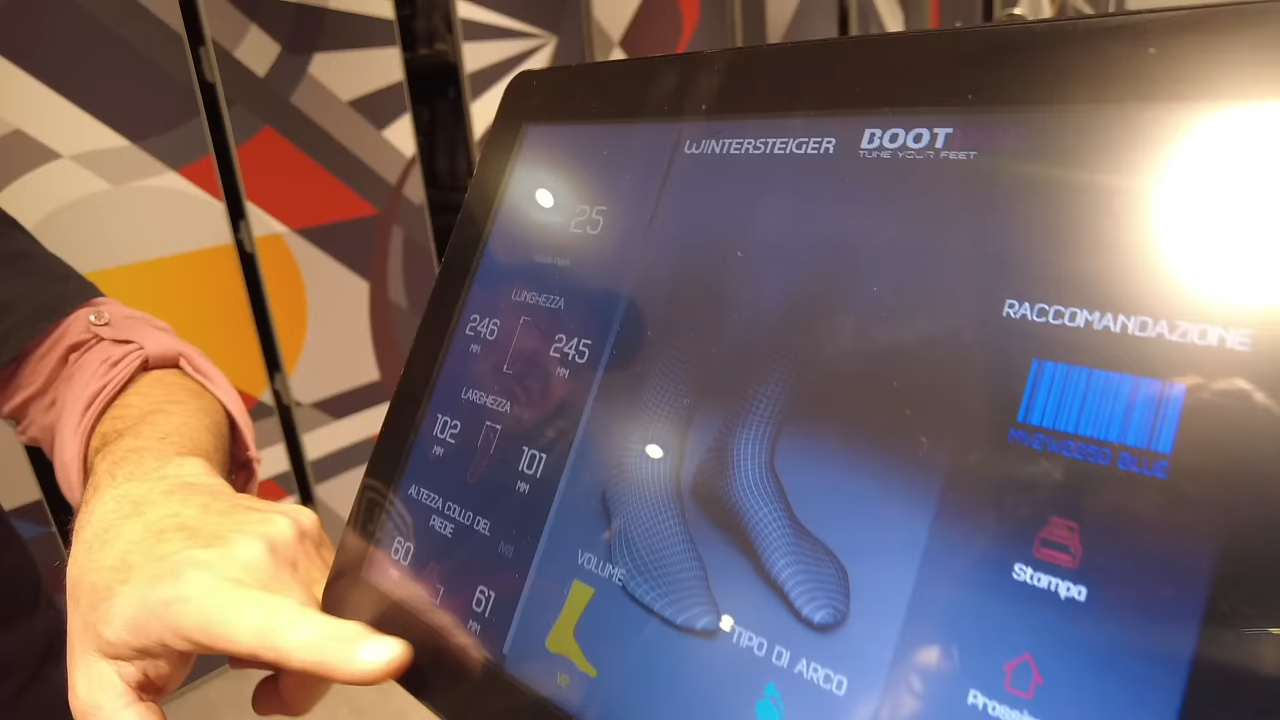 WINTERSTEIGER
BOOT
TUNE YOUR FEET
25
LUNGHEZZA
246
MM
245
MM
LARGHEZZA
102
MM
101
MM
ALTEZZA COLLO DEL
PIEDE
60
61
MM
VOLUME
TIPO DI ARCO
RACCOMANDAZIONE
BLUE
Stampa